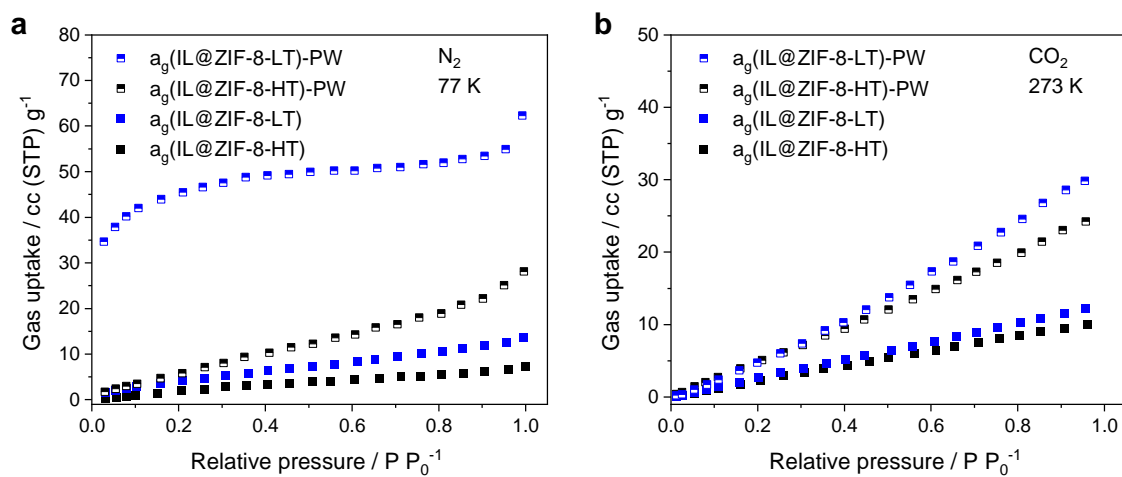 a
80
70
60
50
40
30
20
10
0
Gas uptake / cc (STP) g⁻¹
a_g(IL@ZIF-8-LT)-PW
a_g(IL@ZIF-8-HT)-PW
a_g(IL@ZIF-8-LT)
a_g(IL@ZIF-8-HT)
N₂
77 K
0.0 0.2 0.4 0.6 0.8 1.0
Relative pressure / P P₀⁻¹
b
50
40
30
20
10
0
Gas uptake / cc (STP) g⁻¹
a_g(IL@ZIF-8-LT)-PW
a_g(IL@ZIF-8-HT)-PW
a_g(IL@ZIF-8-LT)
a_g(IL@ZIF-8-HT)
CO₂
273 K
0.0 0.2 0.4 0.6 0.8 1.0
Relative pressure / P P₀⁻¹